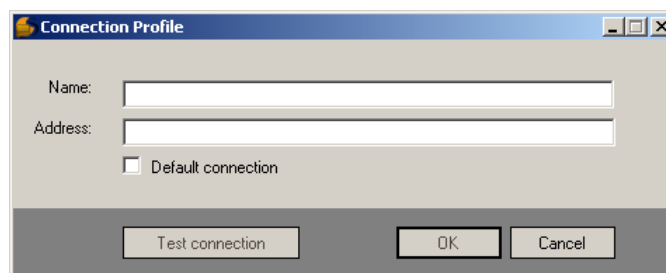 Connection Profile
Name:
Address:
Default connection
Test connection OK Cancel